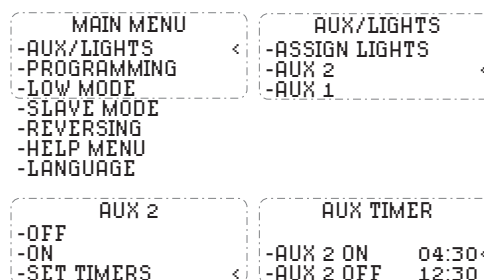 MAIN MENU
-AUX/LIGHTS <
-PROGRAMMING
-LOW MODE
-SLAVE MODE
-REVERSING
-HELP MENU
-LANGUAGE
AUX/LIGHTS
-ASSIGN LIGHTS
-AUX 2 <
-AUX 1
AUX 2
-OFF
-ON
-SET TIMERS <
AUX TIMER
-AUX 2 ON 04:30<
-AUX 2 OFF 12:30